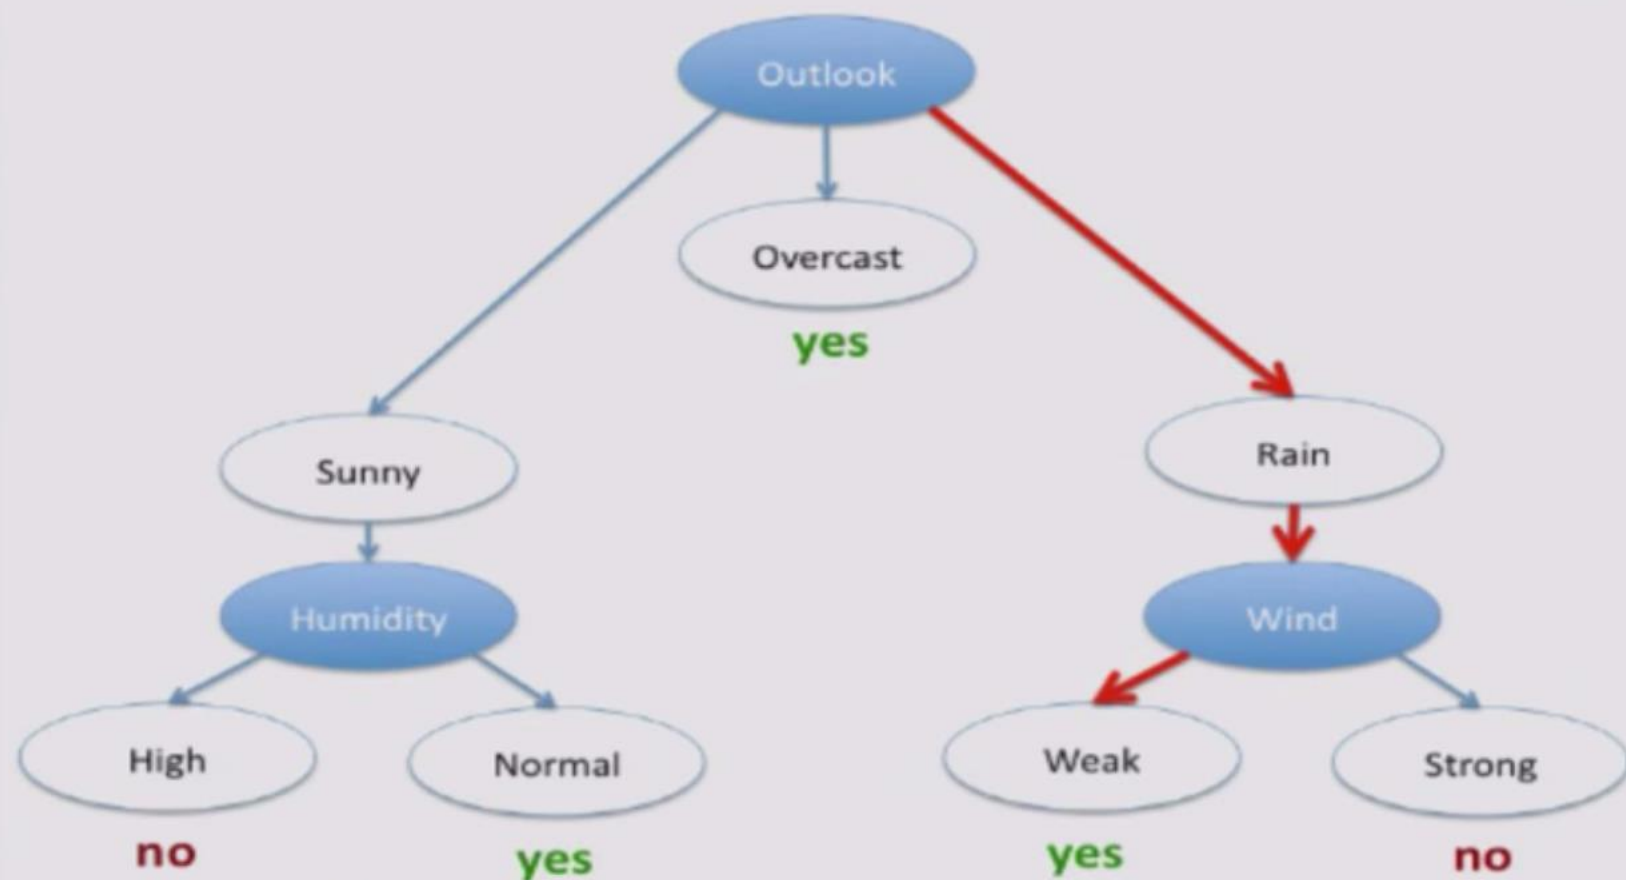 Outlook
Overcast
yes
Sunny
Rain
Humidity
Wind
High
Normal
Weak
Strong
no
yes
yes
no